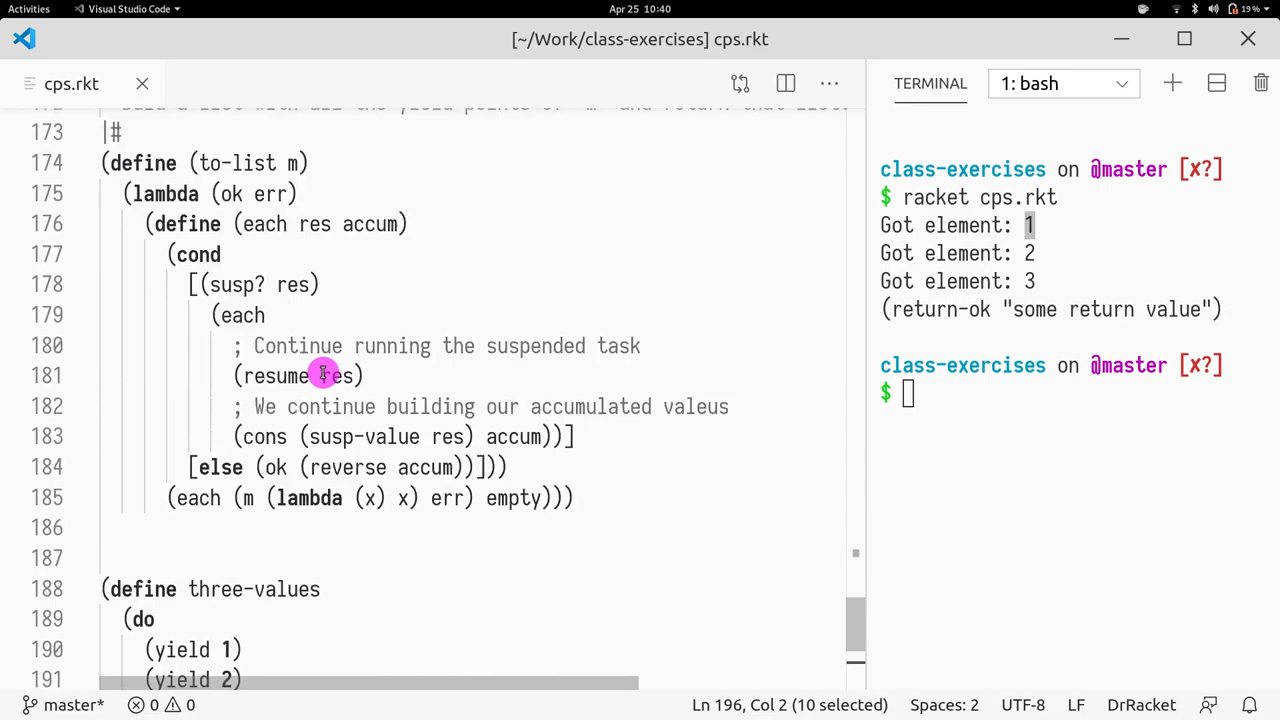 Activities Visual Studio Code Apr 25 10:40 19%
[~/Work/class-exercises] cps.rkt
cps.rkt
TERMINAL 1: bash
173 |#
174 (define (to-list m)
175 (lambda (ok err)
176 (define (each res accum)
177 (cond
178 [(susp? res)
179 (each
180 ; Continue running the suspended task
181 (resume res)
182 ; We continue building our accumulated valeus
183 (cons (susp-value res) accum))]
184 [else (ok (reverse accum))]))
185 (each (m (lambda (x) x) err) empty)))
186
187
188 (define three-values
189 (do
190 (yield 1)
191 (yield 2)
class-exercises on @master [✘?]
$ racket cps.rkt
Got element: 1
Got element: 2
Got element: 3
(return-ok "some return value")
class-exercises on @master [✘?]
$
master* 0 0 Ln 196, Col 2 (10 selected) Spaces: 2 UTF-8 LF DrRacket